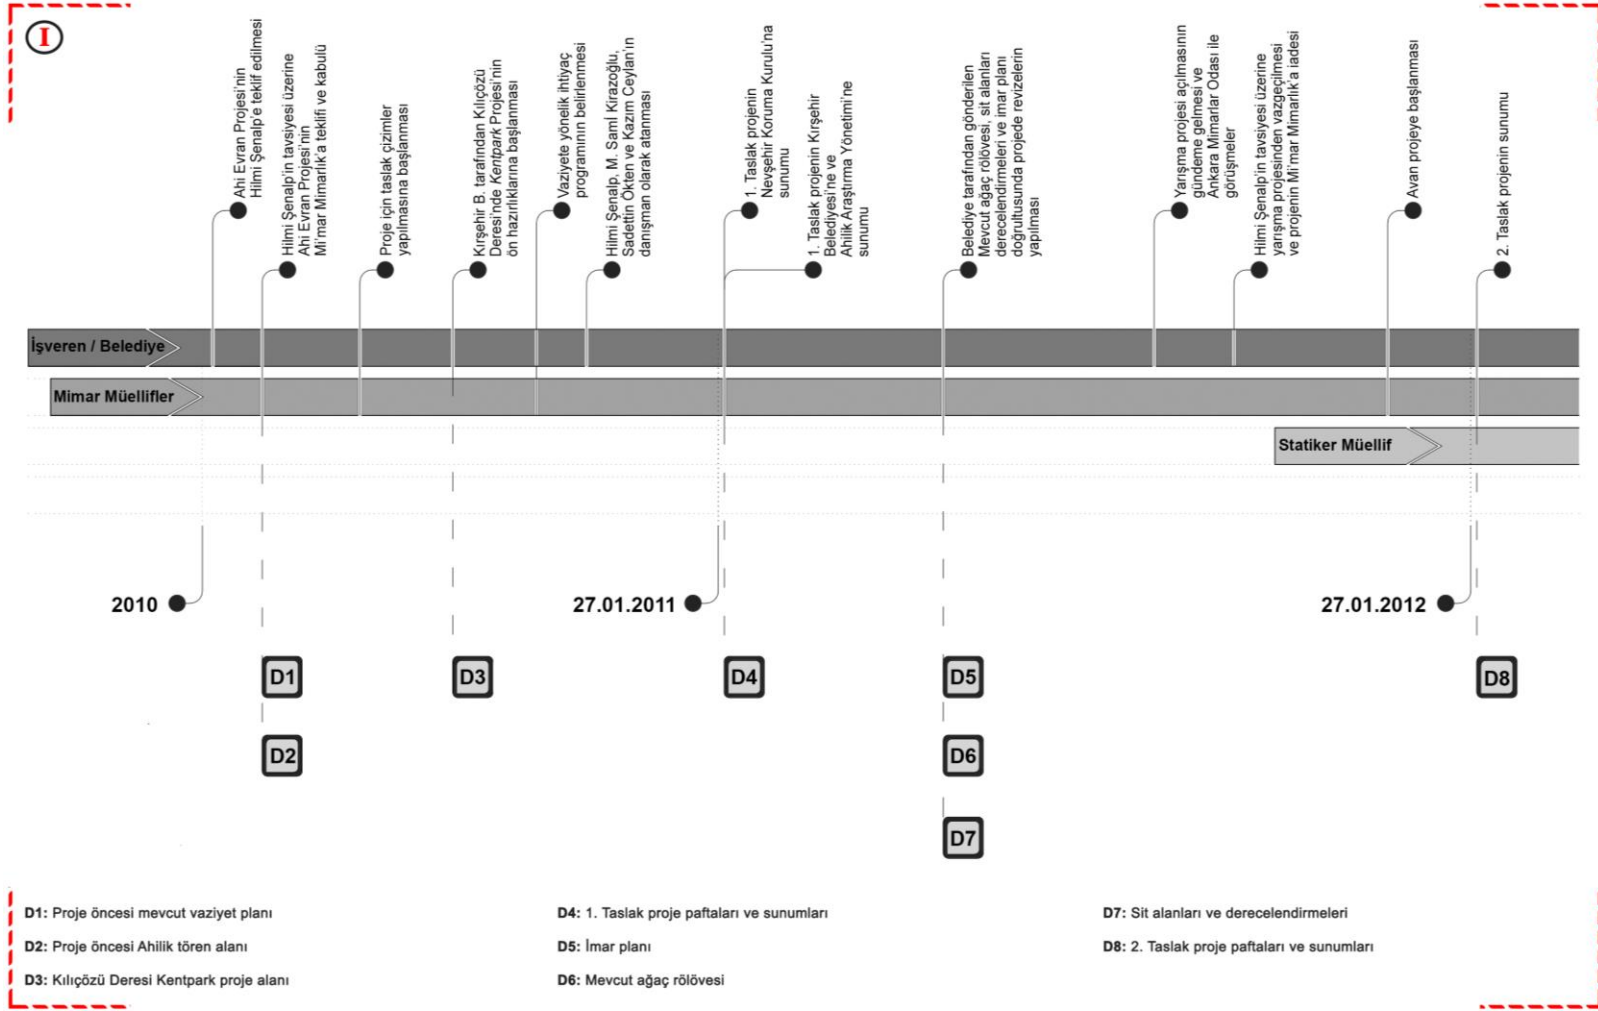 I
Ahi Evran Projesi'nin
Hilmi Şenalp'e teklif edilmesi
Hilmi Şenalp'in tavsiyesi üzerine
Ahi Evran Projesi'nin
Mi'mar Mimarlık'a teklifi ve kabulü
Proje için taslak çizimler
yapılmasına başlanması
Kırşehir B. tarafından Kılıçözü
Deresi'nde Kentpark Projesi'nin
ön hazırlıklarına başlanması
Vaziyete yönelik ihtiyaç
programının belirlenmesi
Hilmi Şenalp, M. Samî Kirazoğlu,
Sadettin Ökten ve Kazım Ceylan'ın
danışman olarak atanması
1. Taslak projenin
Nevşehir Koruma Kurulu'na
sunumu
1. Taslak projenin Kırşehir
Belediyesi'ne ve
Ahilik Araştırma Yönetimi'ne
sunumu
Belediye tarafından gönderilen
Mevcut ağaç rölövesi, sit alanları
derecelendirmeleri ve imar planı
doğrultusunda projede revizelerin
yapılması
Yarışma projesi açılmasının
gündeme gelmesi ve
Ankara Mimarlar Odası ile
görüşmeler
Hilmi Şenalp'in tavsiyesi üzerine
yarışma projesinden vazgeçilmesi
ve projenin Mi'mar Mimarlık'a iadesi
Avan projeye başlanması
2. Taslak projenin sunumu
İşveren / Belediye
Mimar Müellifler
Statiker Müellif
2010
27.01.2011
27.01.2012
D1
D3
D4
D5
D8
D2
D6
D7
D1: Proje öncesi mevcut vaziyet planı
D2: Proje öncesi Ahilik tören alanı
D3: Kılıçözü Deresi Kentpark proje alanı
D4: 1. Taslak proje paftaları ve sunumları
D5: İmar planı
D6: Mevcut ağaç rölövesi
D7: Sit alanları ve derecelendirmeleri
D8: 2. Taslak proje paftaları ve sunumları